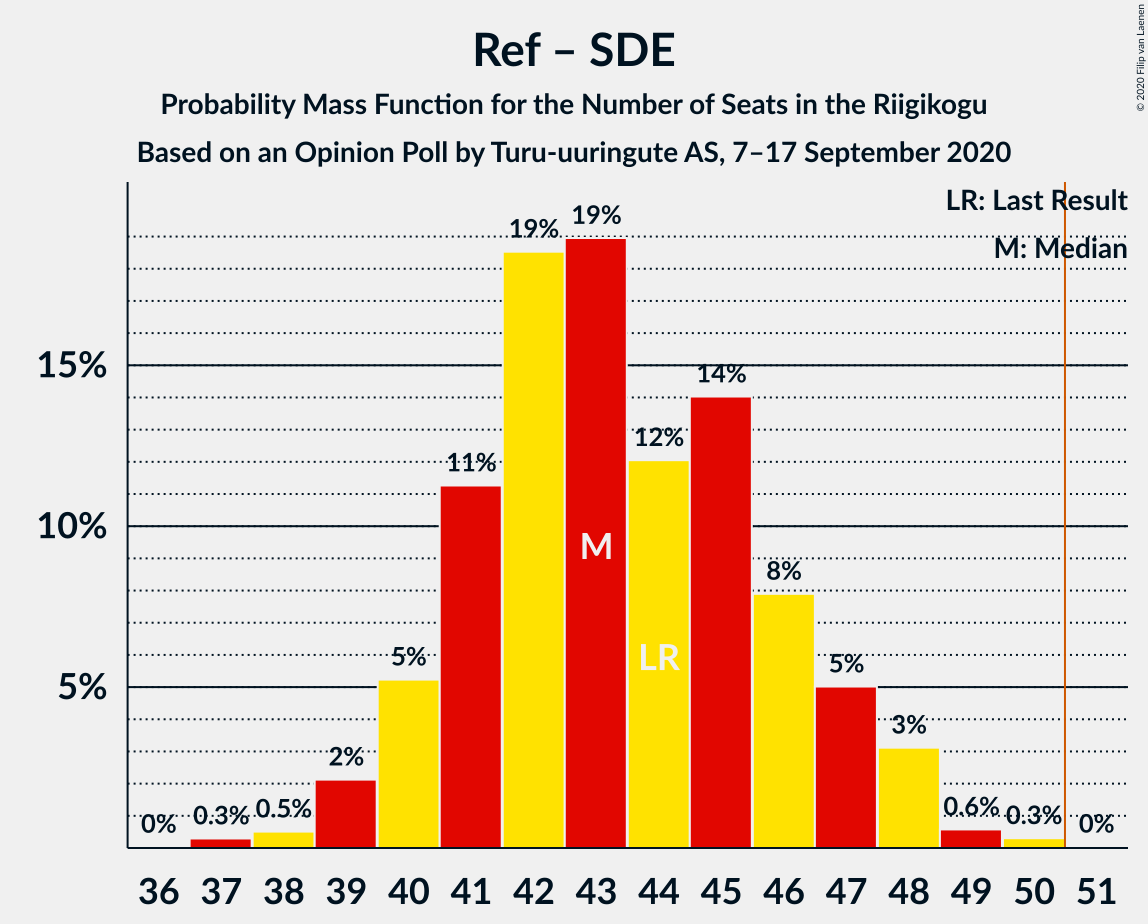 Ref – SDE
Probability Mass Function for the Number of Seats in the Riigikogu
Based on an Opinion Poll by Turu-uuringute AS, 7–17 September 2020
© 2020 Filip van Laenen
LR: Last Result
M: Median
15%
10%
5%
0%
0.3%
0.5%
2%
5%
11%
19%
19%
12%
14%
8%
5%
3%
0.6%
0.3%
0%
M
LR
36 37 38 39 40 41 42 43 44 45 46 47 48 49 50 51